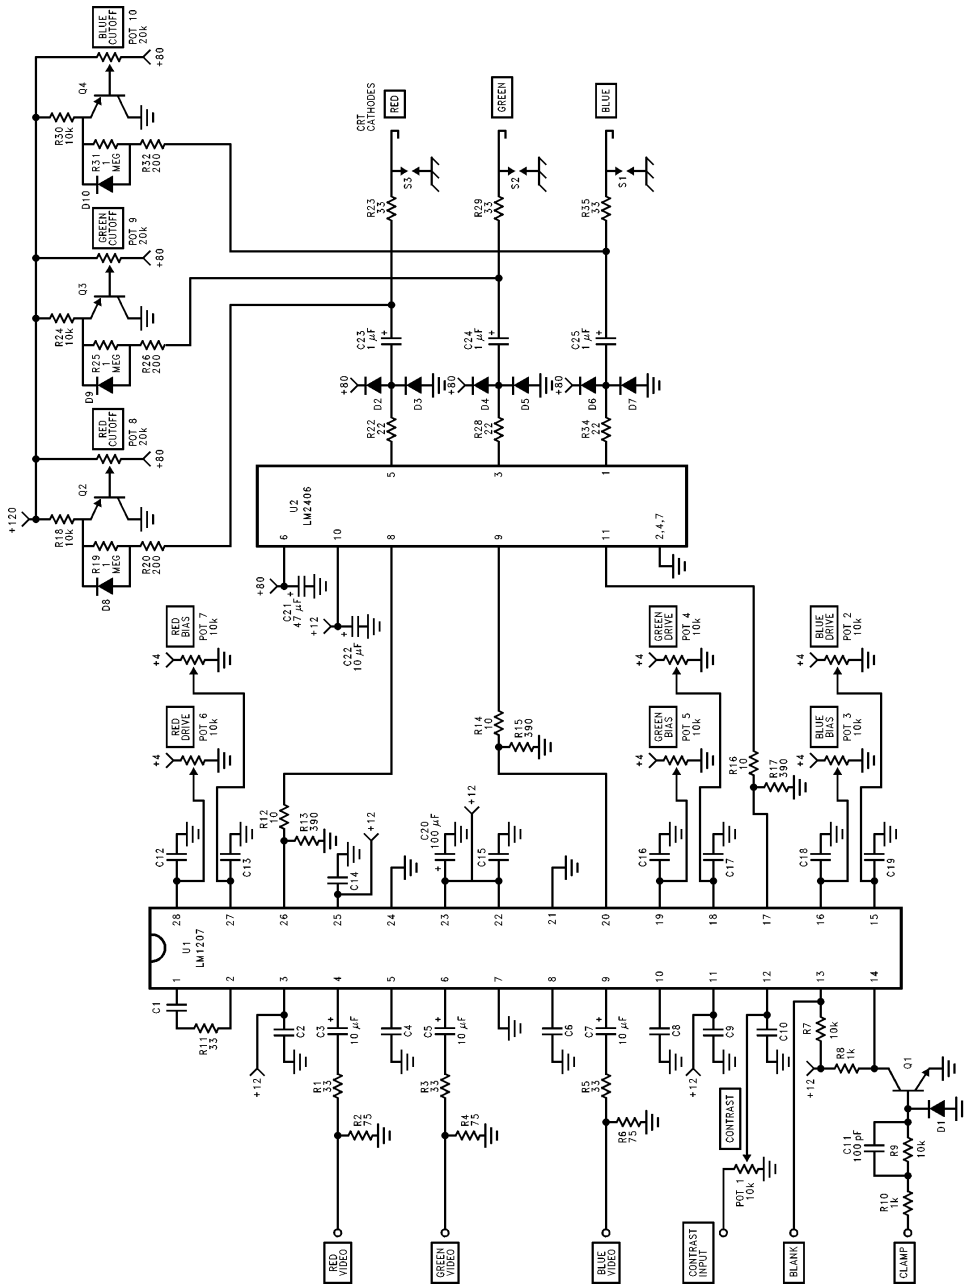 BLUE
CUTOFF
POT 10
20k
+80
Q4
R30
10k
R31
1
MEG
R32
200
D10
GREEN
CUTOFF
POT 9
20k
+80
Q3
R24
10k
R25
1
MEG
R26
200
D9
RED
CUTOFF
POT 8
20k
+80
Q2
+120
R18
10k
R19
1
MEG
R20
200
D8
CRT
CATHODES
RED
GREEN
BLUE
S3
S2
S1
R23
33
R29
33
R35
33
C23
1 µF
+
C24
1 µF
+
C25
1 µF
+
+80
D2
D3
+80
D4
D5
+80
D6
D7
R22
22
R28
22
R34
22
U2
LM2406
5
3
1
6
10
8
9
11
2,4,7
+80
C21
47 µF
+
+12
C22
10 µF
+
RED
BIAS
POT 7
10k
+4
RED
DRIVE
POT 6
10k
+4
GREEN
DRIVE
POT 4
10k
+4
GREEN
BIAS
POT 5
10k
+4
BLUE
DRIVE
POT 2
10k
+4
BLUE
BIAS
POT 3
10k
+4
R12
10
R13
390
R14
10
R15
390
R16
10
R17
390
C12
C13
C14
+12
C20
100 µF
+
+12
C15
C16
C17
C18
C19
28
27
26
25
24
23
22
21
20
19
18
17
16
15
U1
LM1207
1
2
3
4
5
6
7
8
9
10
11
12
13
14
C1
R11
33
+12
C2
C3
10 µF
+
C4
C5
10 µF
+
C6
C7
10 µF
+
C8
+12
C9
C10
R7
10k
+12
R8
1k
Q1
D1
C11
100 pF
R9
10k
R10
1k
R1
33
R2
75
R3
33
R4
75
R5
33
R6
75
CONTRAST
POT 1
10k
RED
VIDEO
GREEN
VIDEO
BLUE
VIDEO
CONTRAST
INPUT
BLANK
CLAMP